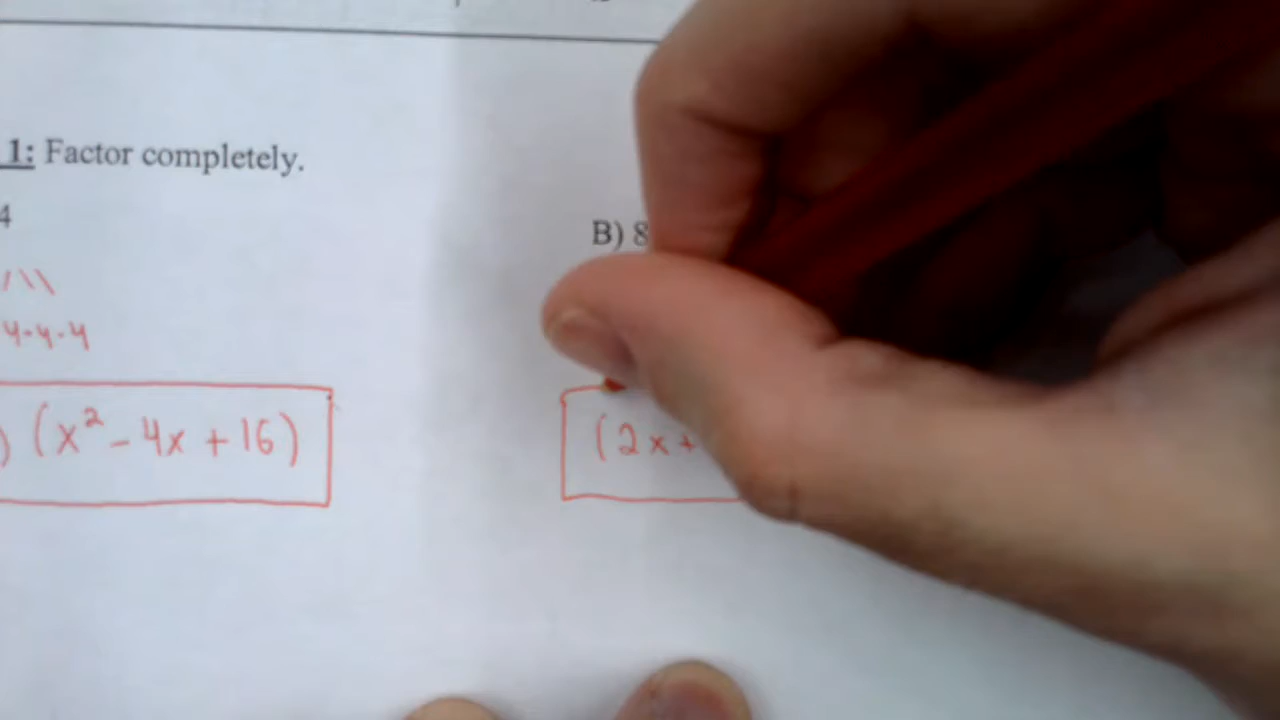 1: Factor completely.
4
B) 8
/ \ \
4-4-4
) (x² - 4x + 16)
(2x +